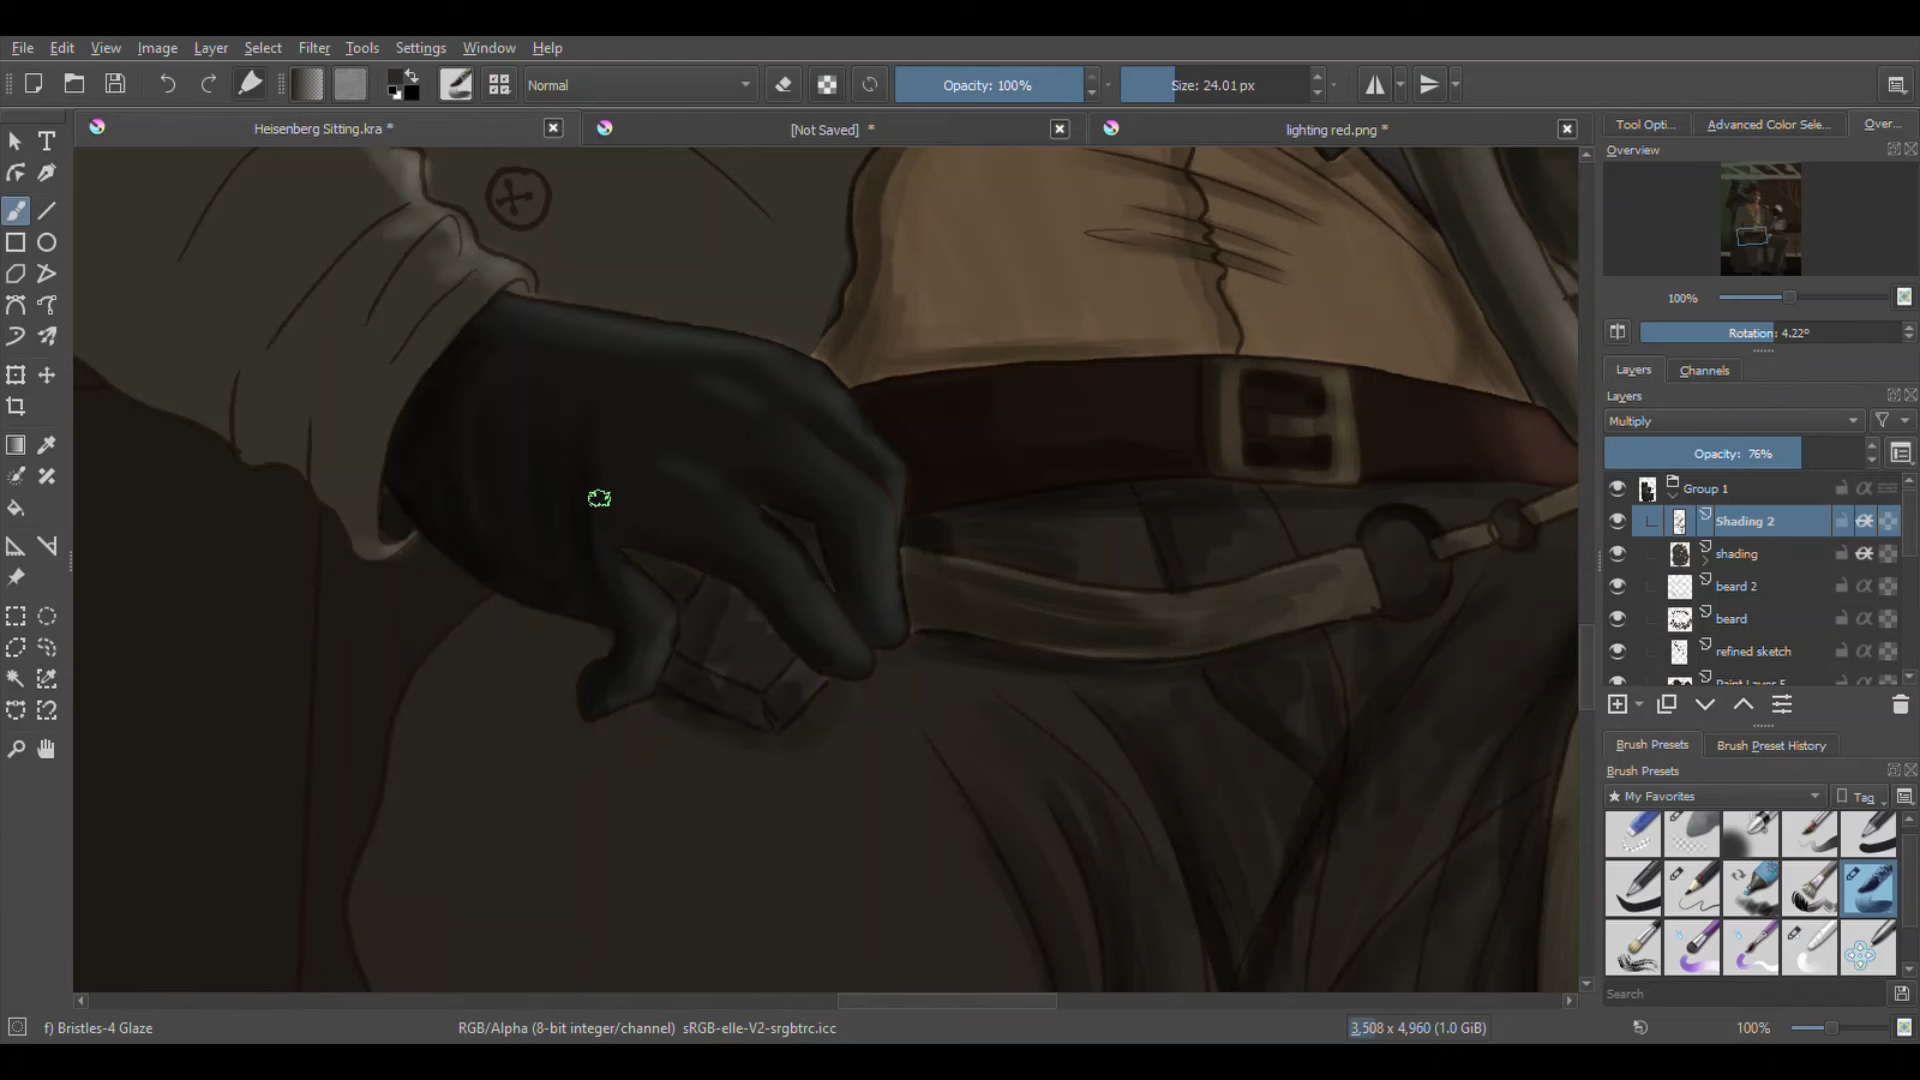 File Edit View Image Layer Select Filter Tools Settings Window Help
Normal Opacity: 100% Size: 24.01 px
Heisenberg Sitting.kra * [Not Saved] * lighting red.png *
Tool Opti... Advanced Color Sele... Over...
Overview
100%
Rotation: 4.22°
Layers Channels
Layers
Multiply
Opacity: 76%
Group 1
Shading 2
shading
beard 2
beard
refined sketch
Paint Layer 5
Brush Presets Brush Preset History
Brush Presets
★ My Favorites Tag
Search
f) Bristles-4 Glaze RGB/Alpha (8-bit integer/channel) sRGB-elle-V2-srgbtrc.icc 3,508 x 4,960 (1.0 GiB) 100%